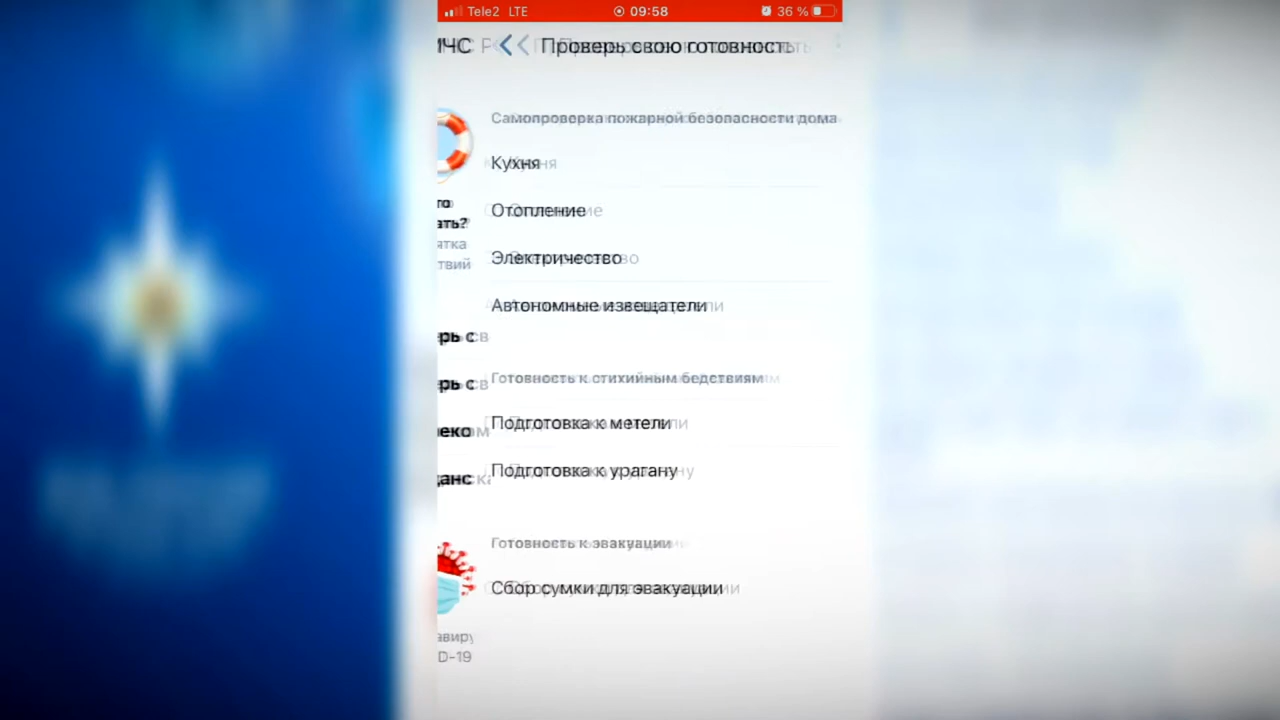 Tele2 LTE 09:58 36 %
Проверь свою готовность
Самопроверка пожарной безопасности дома
Кухня
Отопление
Электричество
Автономные извещатели
Готовность к стихийным бедствиям
Подготовка к метели
Подготовка к урагану
Готовность к эвакуации
Сбор сумки для эвакуации
D-19